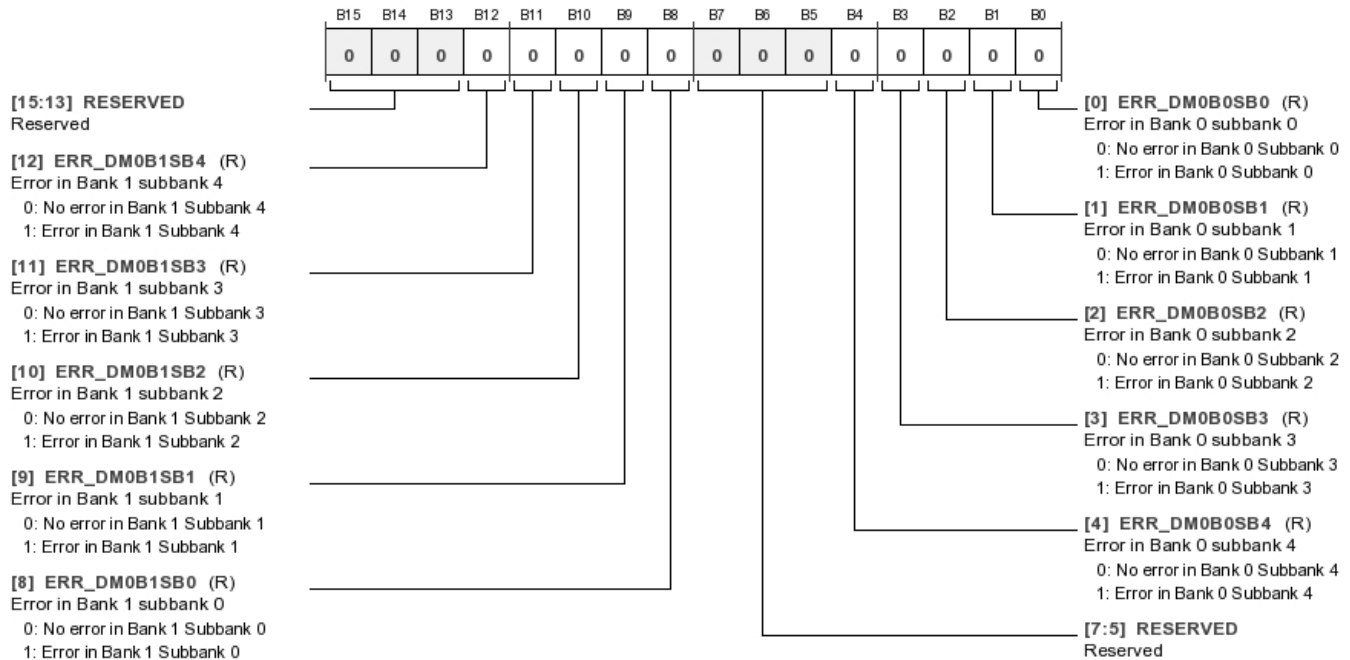 B15 B14 B13 B12 B11 B10 B9 B8 B7 B6 B5 B4 B3 B2 B1 B0
0 0 0 0 0 0 0 0 0 0 0 0 0 0 0 0
[15:13] RESERVED
Reserved
[12] ERR_DM0B1SB4 (R)
Error in Bank 1 subbank 4
0: No error in Bank 1 Subbank 4
1: Error in Bank 1 Subbank 4
[11] ERR_DM0B1SB3 (R)
Error in Bank 1 subbank 3
0: No error in Bank 1 Subbank 3
1: Error in Bank 1 Subbank 3
[10] ERR_DM0B1SB2 (R)
Error in Bank 1 subbank 2
0: No error in Bank 1 Subbank 2
1: Error in Bank 1 Subbank 2
[9] ERR_DM0B1SB1 (R)
Error in Bank 1 subbank 1
0: No error in Bank 1 Subbank 1
1: Error in Bank 1 Subbank 1
[8] ERR_DM0B1SB0 (R)
Error in Bank 1 subbank 0
0: No error in Bank 1 Subbank 0
1: Error in Bank 1 Subbank 0
[0] ERR_DM0B0SB0 (R)
Error in Bank 0 subbank 0
0: No error in Bank 0 Subbank 0
1: Error in Bank 0 Subbank 0
[1] ERR_DM0B0SB1 (R)
Error in Bank 0 subbank 1
0: No error in Bank 0 Subbank 1
1: Error in Bank 0 Subbank 1
[2] ERR_DM0B0SB2 (R)
Error in Bank 0 subbank 2
0: No error in Bank 0 Subbank 2
1: Error in Bank 0 Subbank 2
[3] ERR_DM0B0SB3 (R)
Error in Bank 0 subbank 3
0: No error in Bank 0 Subbank 3
1: Error in Bank 0 Subbank 3
[4] ERR_DM0B0SB4 (R)
Error in Bank 0 subbank 4
0: No error in Bank 0 Subbank 4
1: Error in Bank 0 Subbank 4
[7:5] RESERVED
Reserved